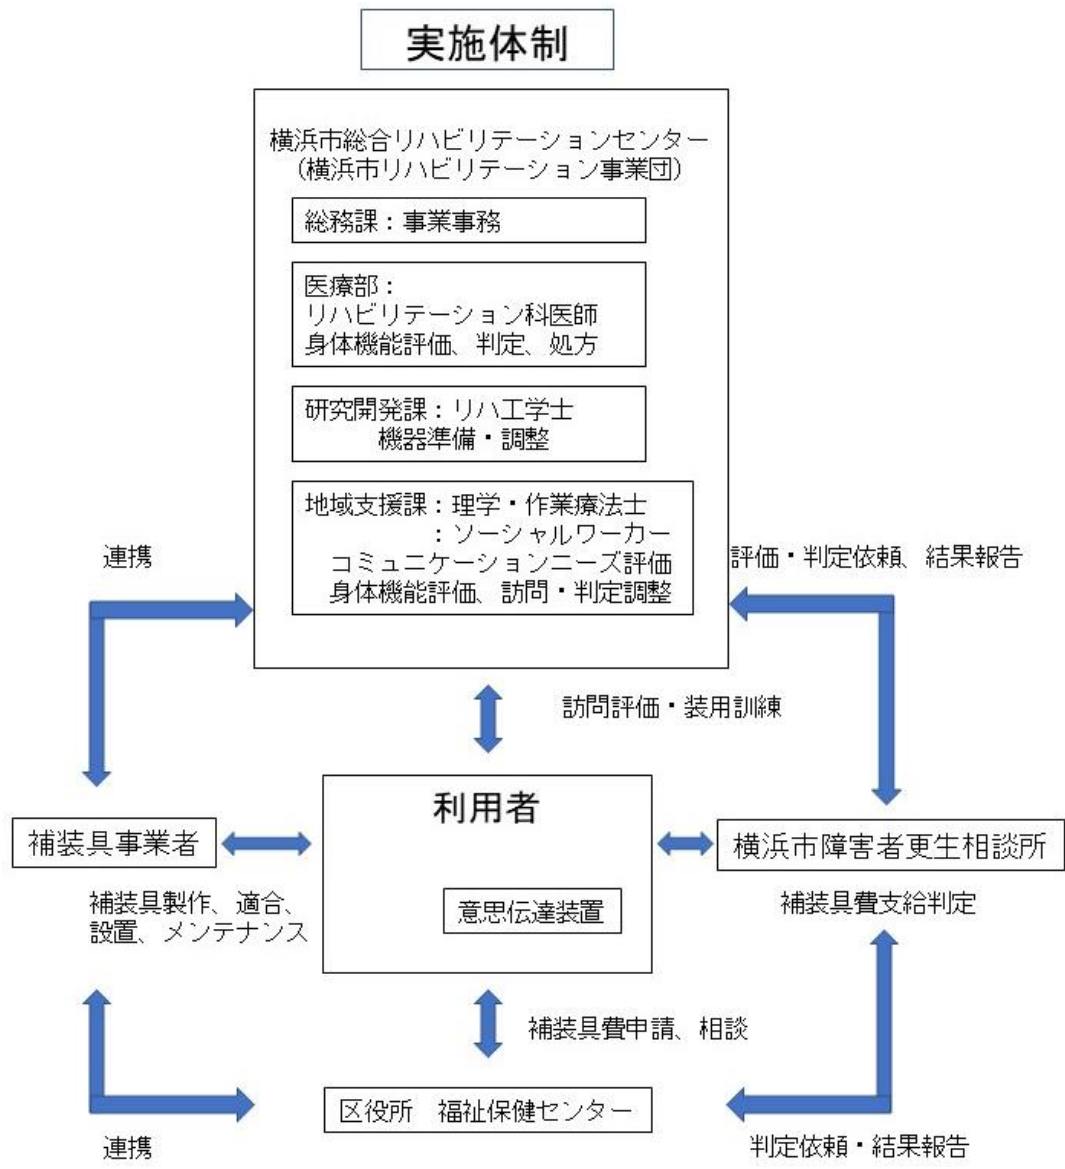 実施体制
横浜市総合リハビリテーションセンター
(横浜市リハビリテーション事業団)
総務課：事業事務
医療部：
リハビリテーション科医師
身体機能評価、判定、処方
研究開発課：リハ工学士
機器準備・調整
地域支援課：理学・作業療法士
：ソーシャルワーカー
コミュニケーションニーズ評価
身体機能評価、訪問・判定調整
連携
評価・判定依頼、結果報告
訪問評価・装用訓練
利用者
意思伝達装置
補装具事業者
補装具製作、適合、
設置、メンテナンス
横浜市障害者更生相談所
補装具費支給判定
補装具費申請、相談
区役所　福祉保健センター
連携
判定依頼・結果報告